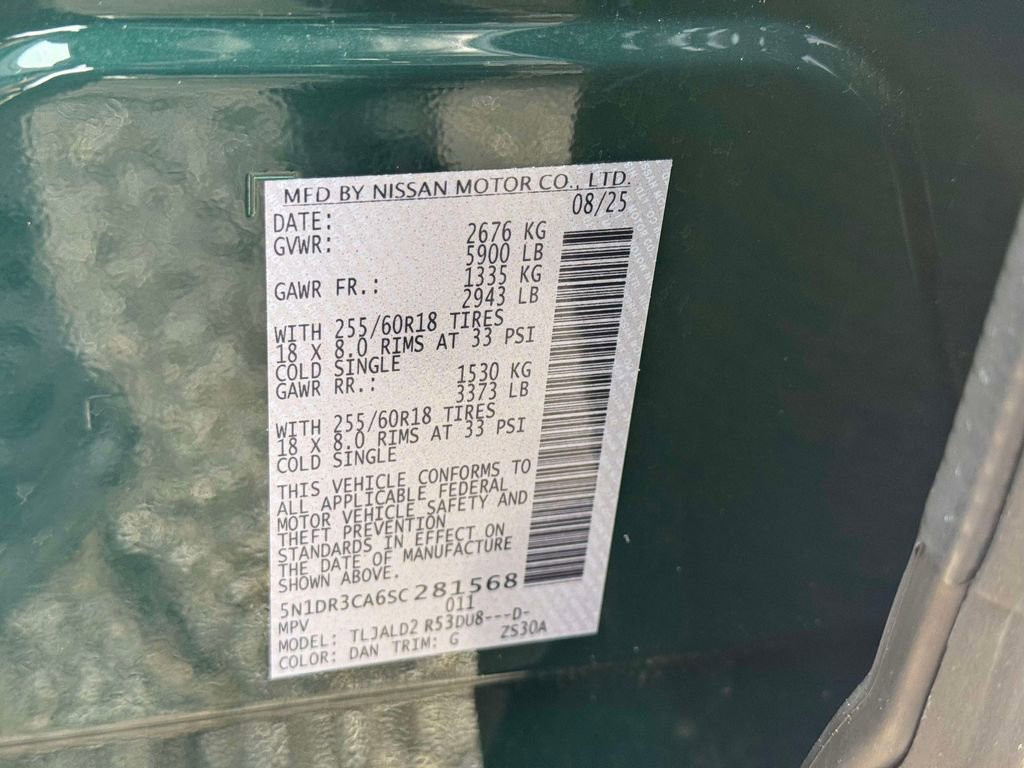 MFD BY NISSAN MOTOR CO., LTD.
DATE: 08/25
GVWR: 2676 KG
5900 LB
GAWR FR.: 1335 KG
2943 LB
WITH 255/60R18 TIRES
18 X 8.0 RIMS AT 33 PSI
COLD SINGLE
GAWR RR.: 1530 KG
3373 LB
WITH 255/60R18 TIRES
18 X 8.0 RIMS AT 33 PSI
COLD SINGLE
THIS VEHICLE CONFORMS TO
ALL APPLICABLE FEDERAL
MOTOR VEHICLE SAFETY AND
THEFT PREVENTION
STANDARDS IN EFFECT ON
THE DATE OF MANUFACTURE
SHOWN ABOVE.
5N1DR3CA6SC281568
MPV 011
MODEL: TLJALD2 R53DU8---D-
COLOR: DAN TRIM: G ZS30A